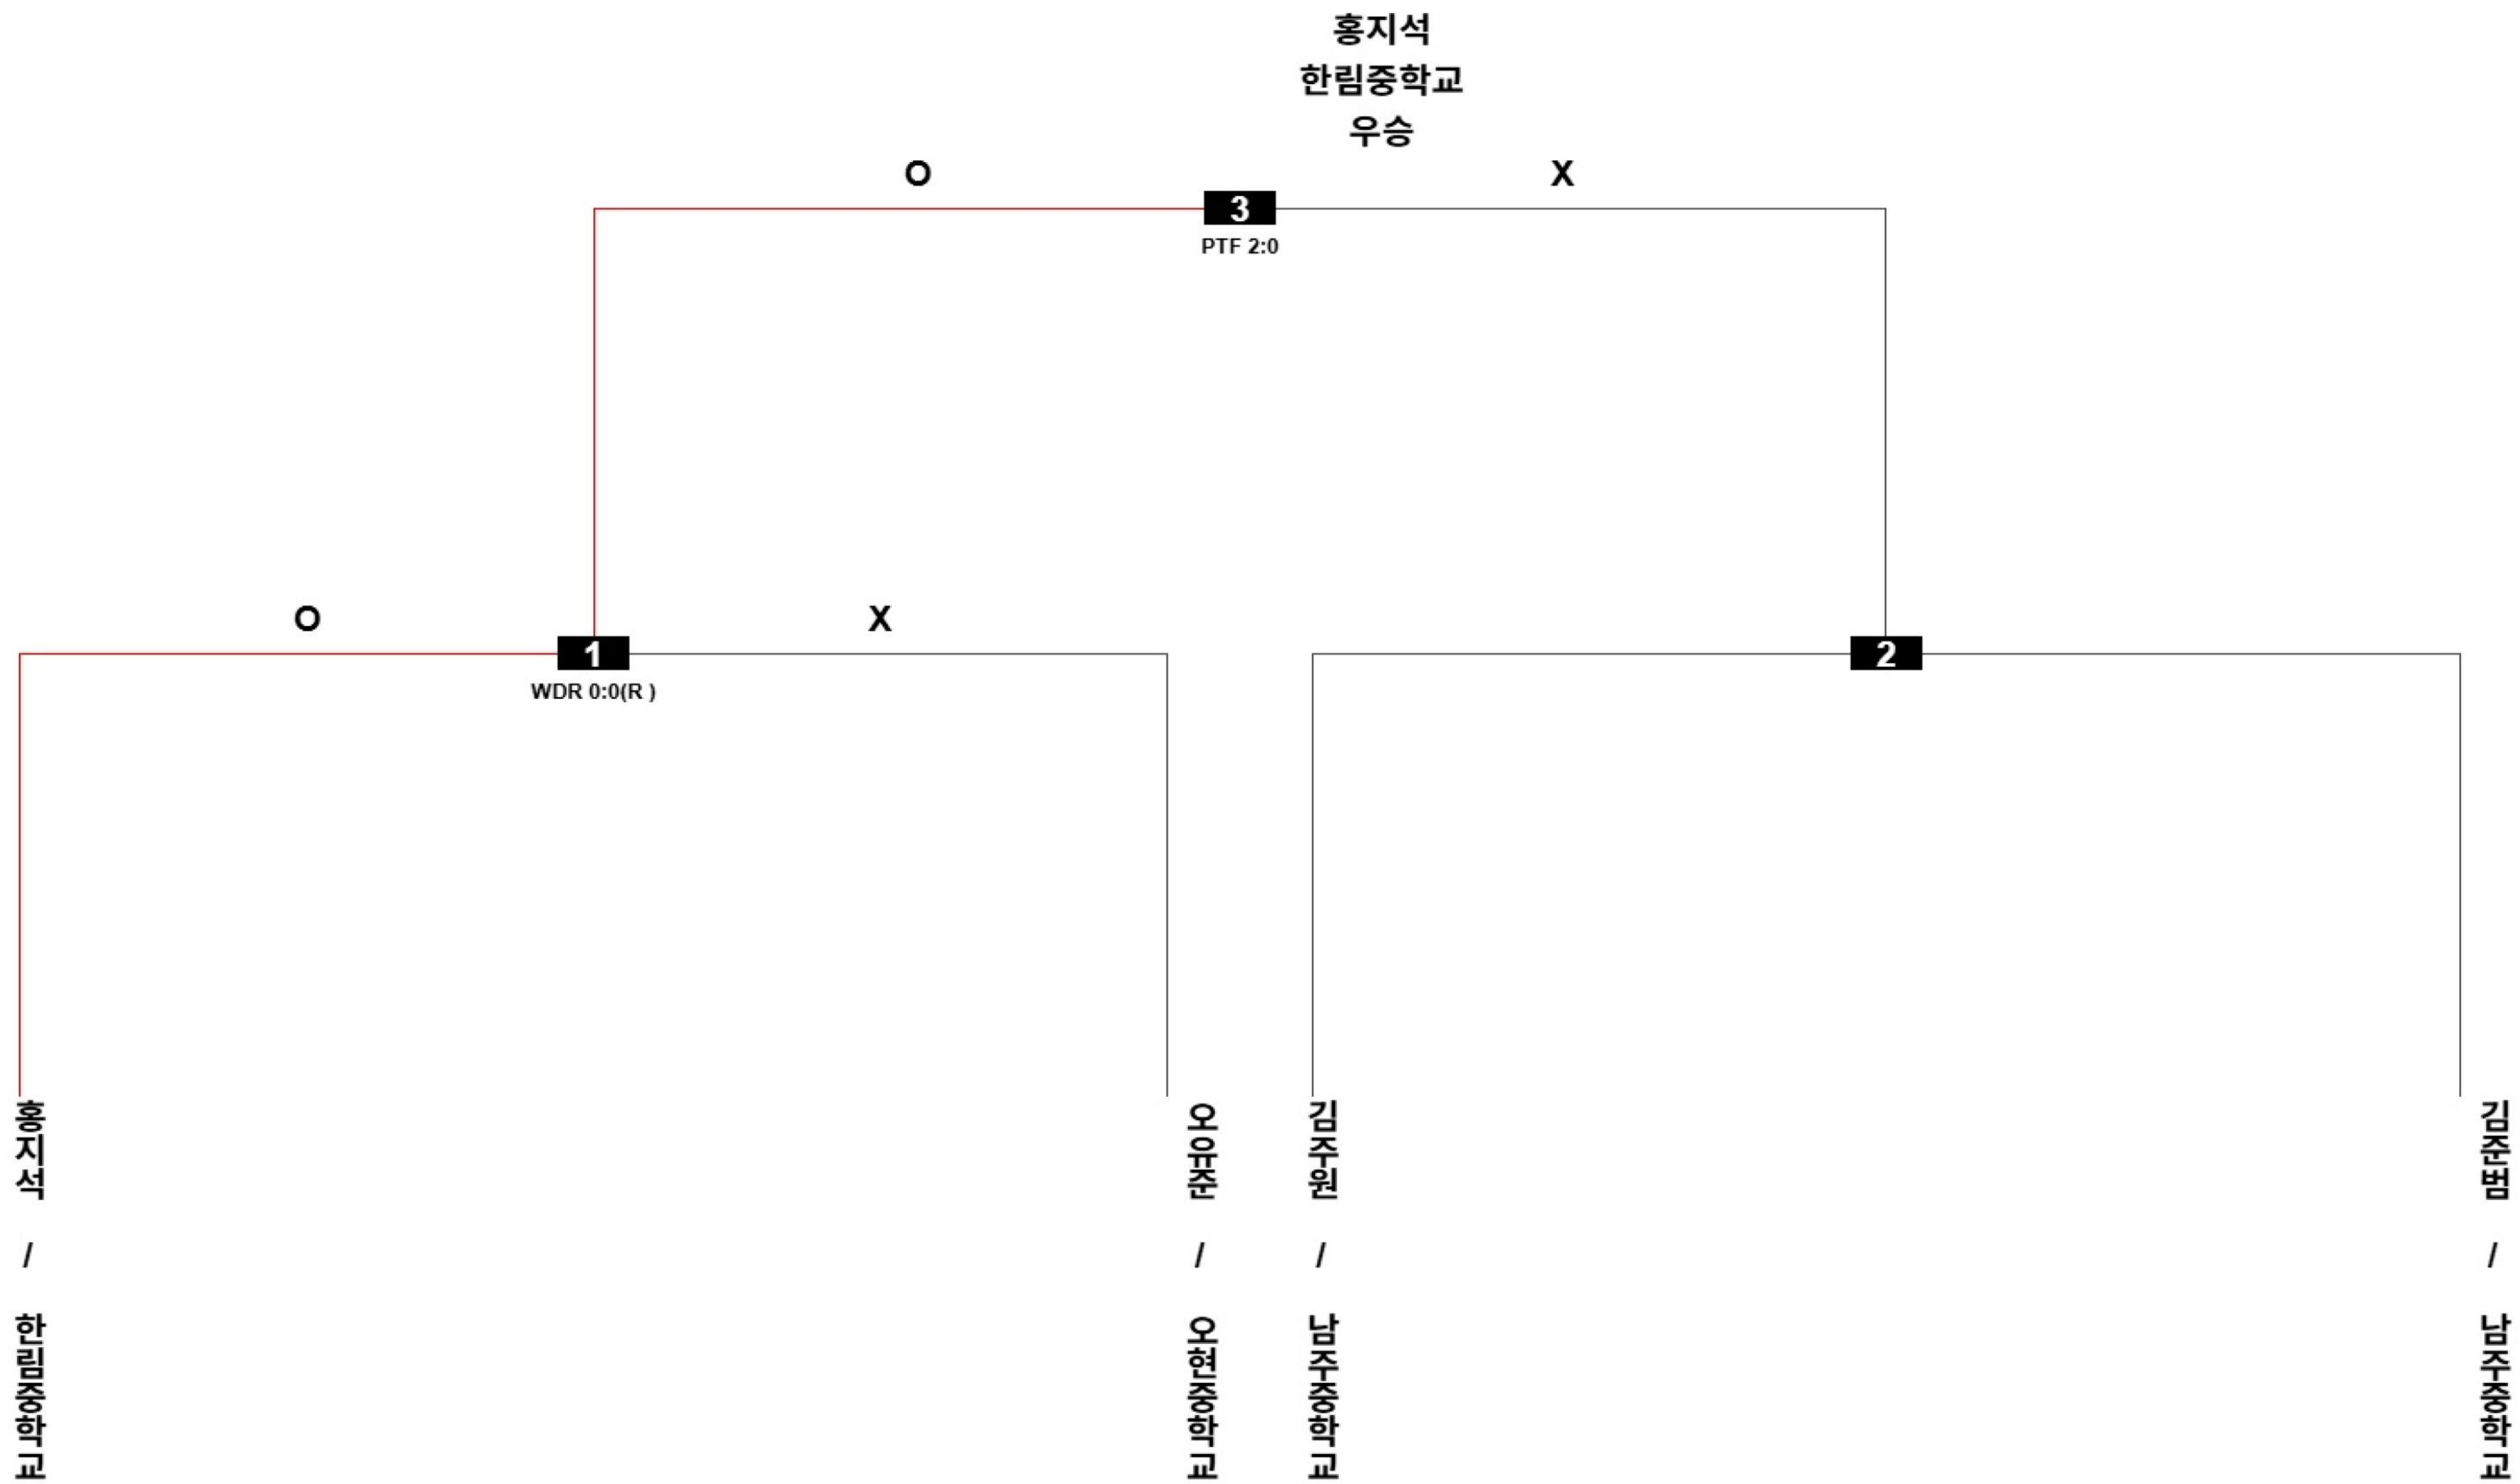 홍지석
한림중학교
우승
O
X
3
PTF 2:0
O
X
1
WDR 0:0(R )
2
홍지석 / 한림중학교
오유준 / 오현중학교
김주원 / 남주중학교
김준범 / 남주중학교